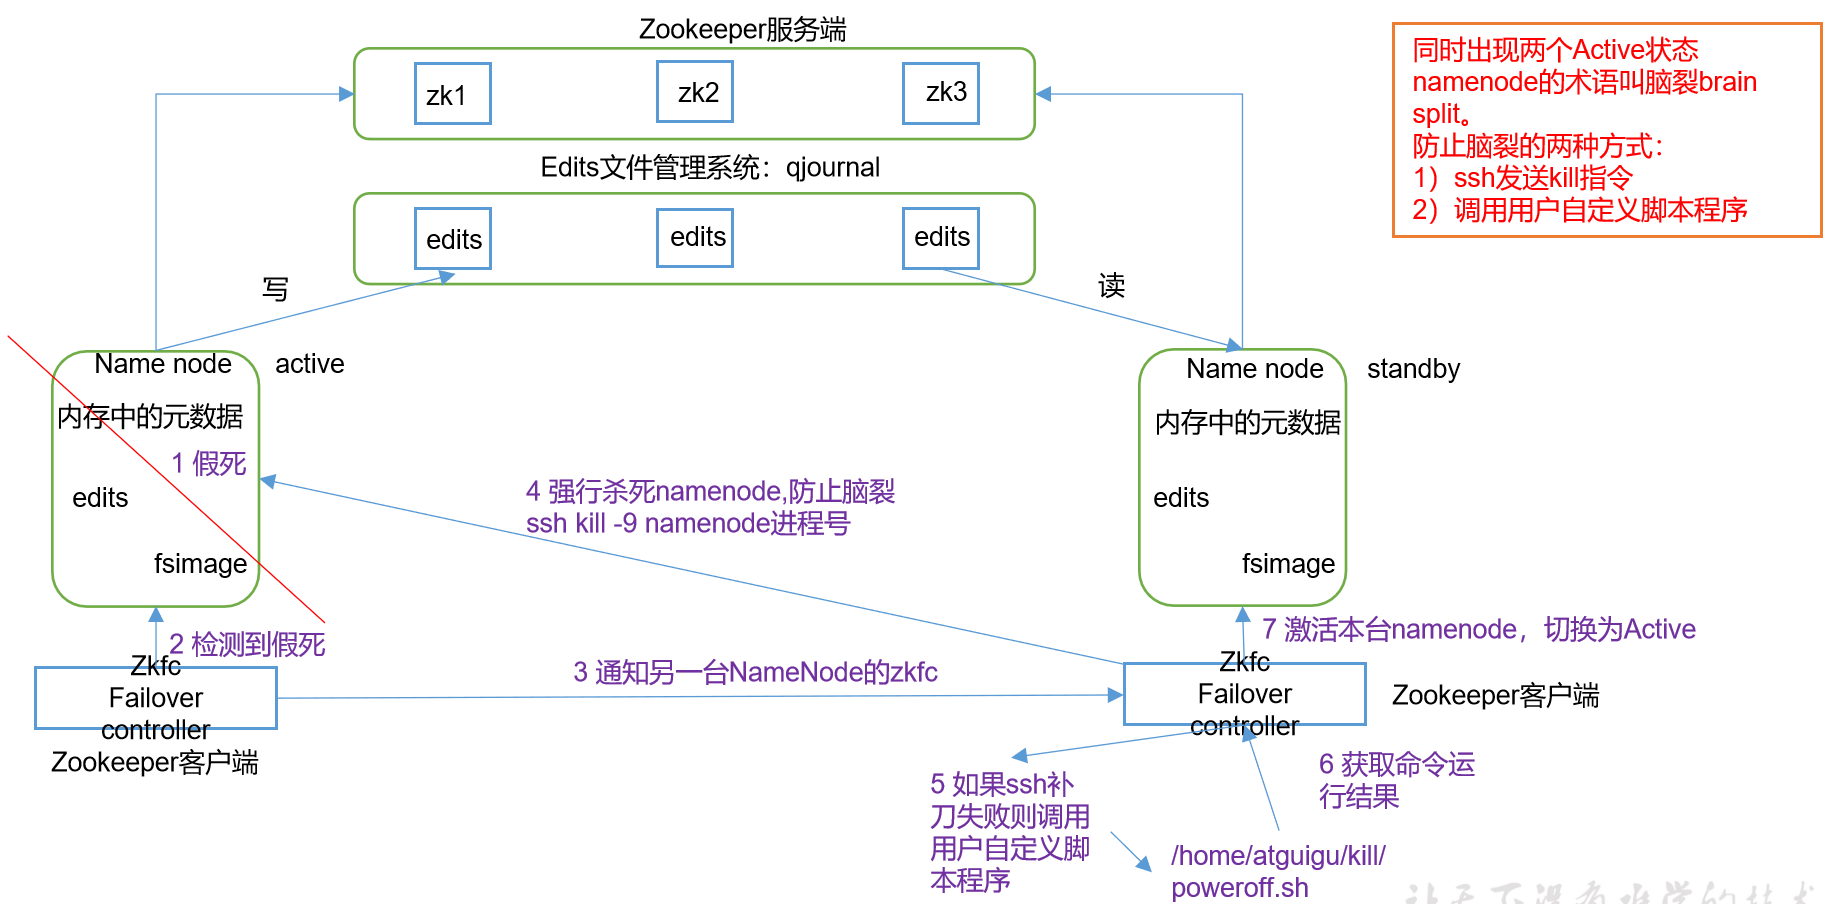 Zookeeper服务端
zk1
zk2
zk3
同时出现两个Active状态
namenode的术语叫脑裂brain
split。
防止脑裂的两种方式：
1）ssh发送kill指令
2）调用用户自定义脚本程序
Edits文件管理系统：qjournal
edits
edits
edits
写
读
Name node
active
内存中的元数据
1 假死
edits
fsimage
Name node
standby
内存中的元数据
edits
fsimage
4 强行杀死namenode,防止脑裂
ssh kill -9 namenode进程号
2 检测到假死
Zkfc
Failover
controller
Zookeeper客户端
3 通知另一台NameNode的zkfc
7 激活本台namenode，切换为Active
Zkfc
Failover
controller
Zookeeper客户端
5 如果ssh补
刀失败则调用
用户自定义脚
本程序
6 获取命令运
行结果
/home/atguigu/kill/
poweroff.sh
让天下没有难学的技术